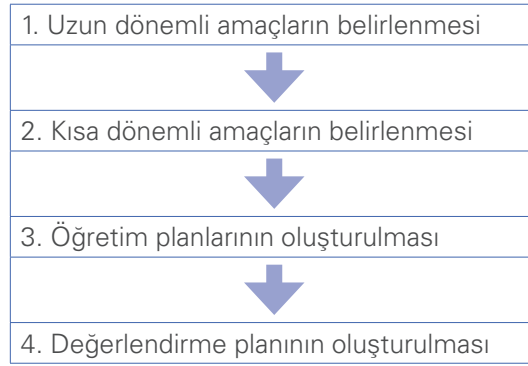 1. Uzun dönemli amaçların belirlenmesi
2. Kısa dönemli amaçların belirlenmesi
3. Öğretim planlarının oluşturulması
4. Değerlendirme planının oluşturulması